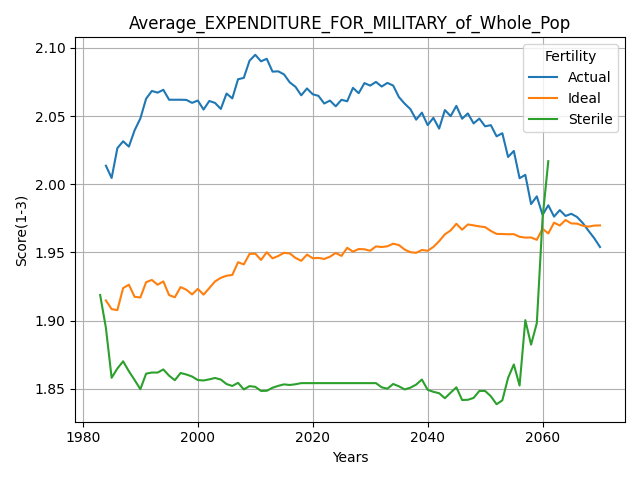 Average_EXPENDITURE_FOR_MILITARY_of_Whole_Pop
Fertility
Actual
Ideal
Sterile
Score(1-3)
2.10
2.05
2.00
1.95
1.90
1.85
1980
2000
2020
2040
2060
Years